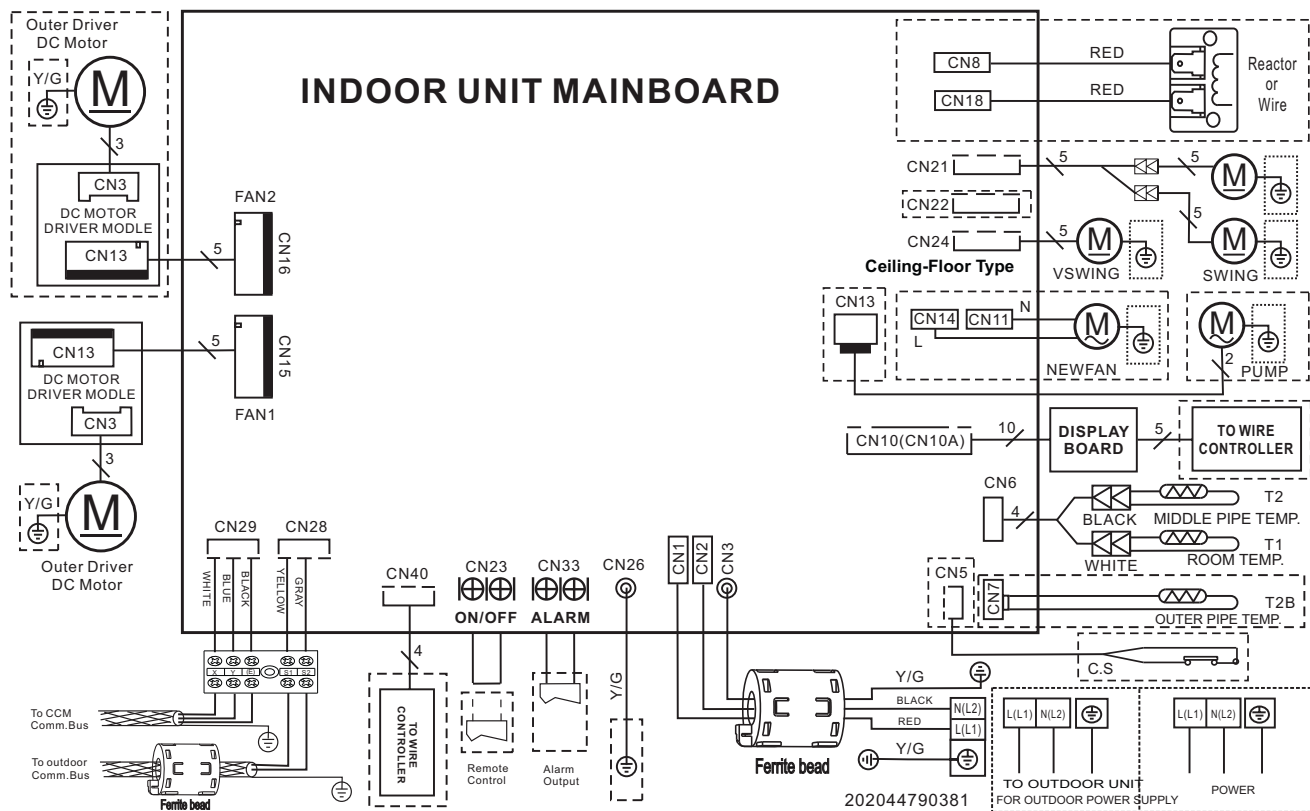 Outer Driver
DC Motor
Y/G
M
3
CN3
DC MOTOR
DRIVER MODLE
CN13
5
FAN2
CN16
INDOOR UNIT MAINBOARD
CN8
RED
CN18
RED
Reactor
or
Wire
CN21
5
5
M
CN22
5
CN24
5
M
M
Ceiling-Floor Type
VSWING
SWING
CN13
CN14
CN11
N
L
M
NEWFAN
M
2
PUMP
CN13
5
CN15
DC MOTOR
DRIVER MODLE
CN3
FAN1
3
Y/G
M
Outer Driver
DC Motor
CN10(CN10A)
10
DISPLAY
BOARD
5
TO WIRE
CONTROLLER
CN6
4
BLACK
T2
MIDDLE PIPE TEMP.
WHITE
T1
ROOM TEMP.
CN5
CN7
T2B
OUTER PIPE TEMP.
C.S
CN29
CN28
WHITE
BLUE
BLACK
YELLOW
GRAY
X
Y
(E)
S1
S2
To CCM
Comm.Bus
To outdoor
Comm.Bus
Ferrite bead
CN40
4
TO WIRE
CONTROLLER
CN23
ON/OFF
Remote
Control
CN33
ALARM
Alarm
Output
CN26
Y/G
CN1
CN2
CN3
Ferrite bead
Y/G
BLACK
N(L2)
RED
L(L1)
Y/G
202044790381
L(L1)
N(L2)
TO OUTDOOR UNIT
FOR OUTDOOR POWER SUPPLY
L(L1)
N(L2)
POWER